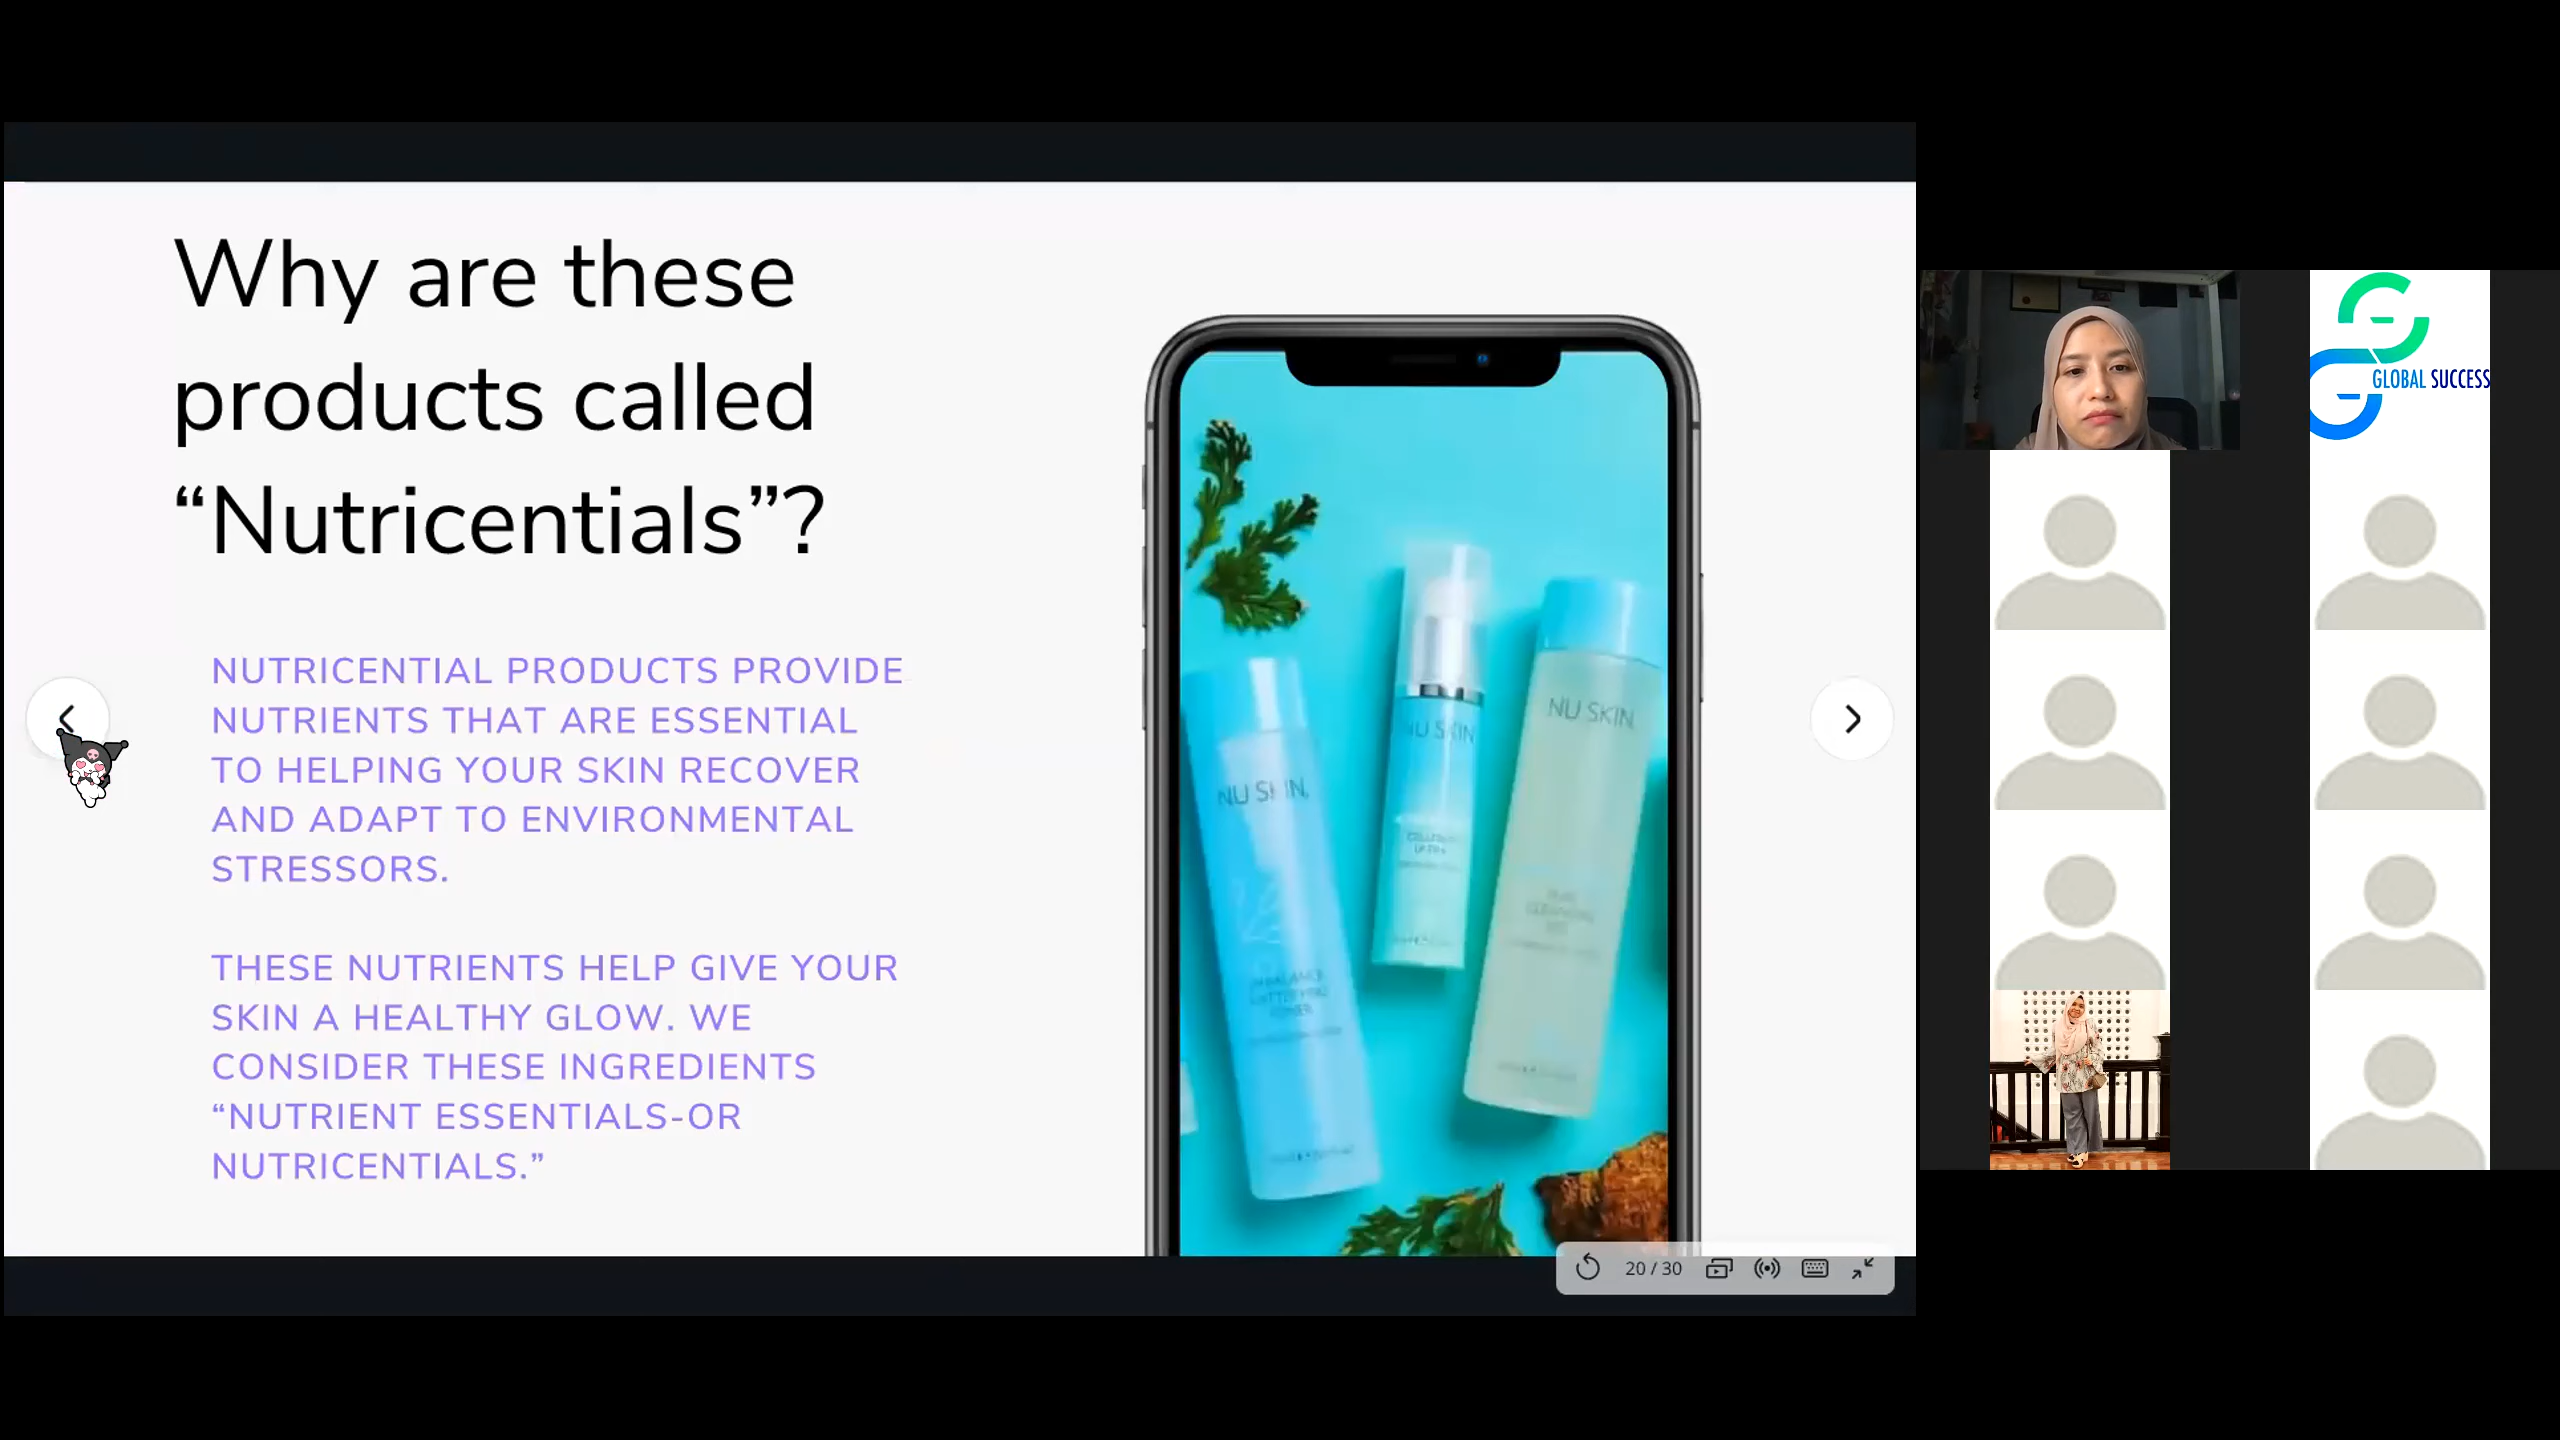 Why are these
products called
“Nutricentials”?
NUTRICENTIAL PRODUCTS PROVIDE
NUTRIENTS THAT ARE ESSENTIAL
TO HELPING YOUR SKIN RECOVER
AND ADAPT TO ENVIRONMENTAL
STRESSORS.
THESE NUTRIENTS HELP GIVE YOUR
SKIN A HEALTHY GLOW. WE
CONSIDER THESE INGREDIENTS
“NUTRIENT ESSENTIALS-OR
NUTRICENTIALS.”
NU SKIN.
NU SKIN
NU SKIN
20 / 30
GLOBAL SUCCESS